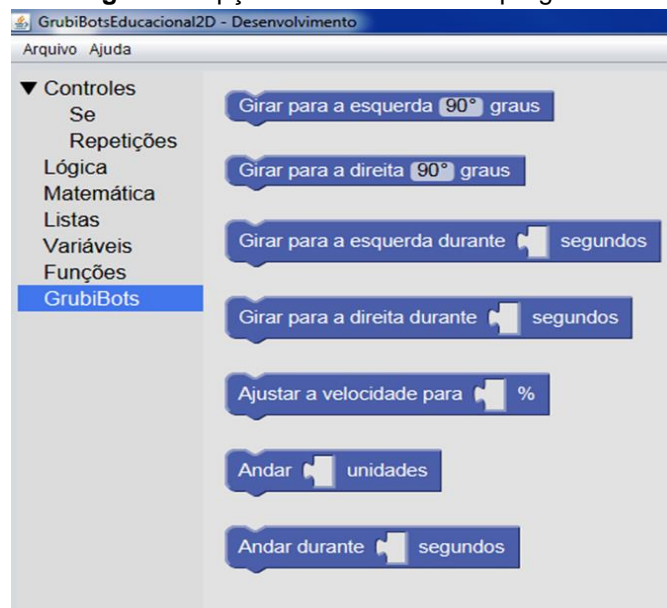 GrubiBotsEducacional2D - Desenvolvimento
Arquivo Ajuda
▼ Controles
Se
Repetições
Lógica
Matemática
Listas
Variáveis
Funções
GrubiBots
Girar para a esquerda 90° graus
Girar para a direita 90° graus
Girar para a esquerda durante segundos
Girar para a direita durante segundos
Ajustar a velocidade para %
Andar unidades
Andar durante segundos